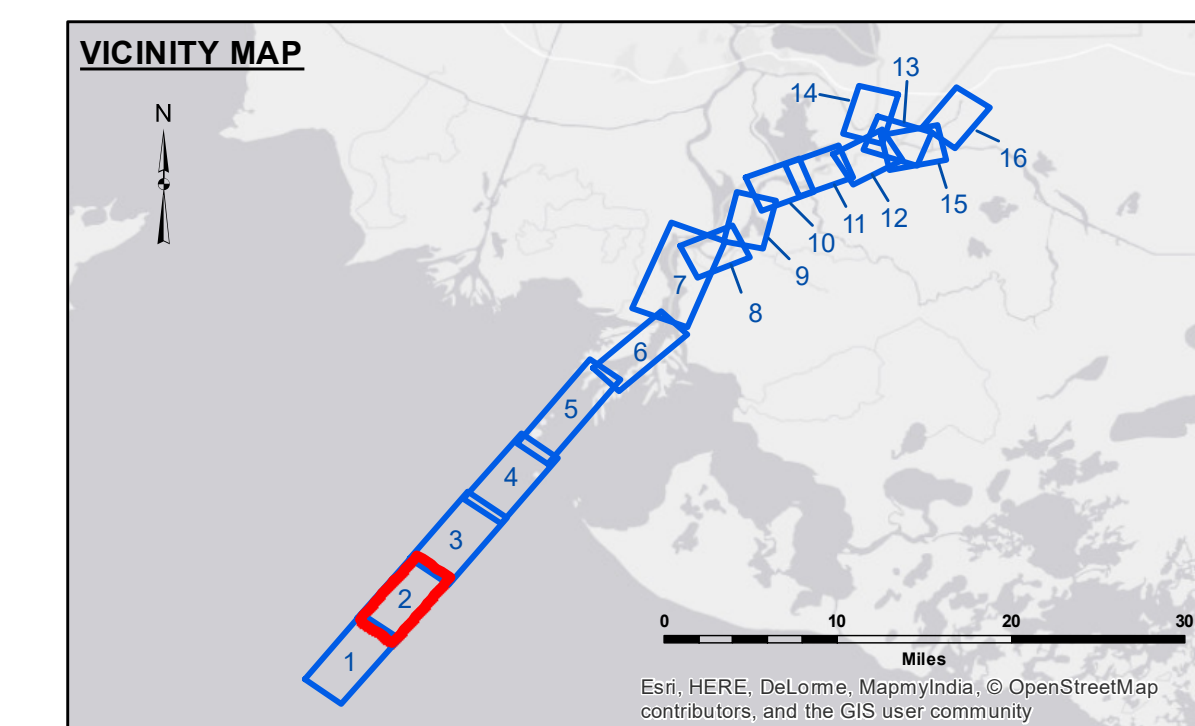 VICINITY MAP
N
13
14
16
15
12
11
10
9
7
8
6
5
4
3
2
1
0 10 20 30
Miles
Esri, HERE, DeLorme, MapmyIndia, © OpenStreetMap
contributors, and the GIS user community